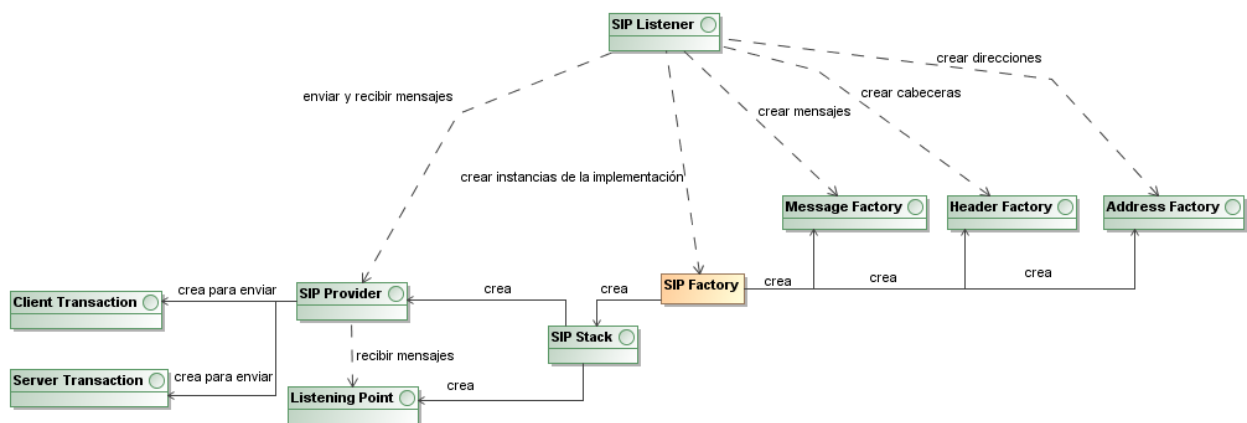 SIP Listener
crear direcciones
enviar y recibir mensajes
crear cabeceras
crear mensajes
crear instancias de la implementación
Message Factory
Header Factory
Address Factory
SIP Factory
crea
crea
crea
crea
crea para enviar
SIP Provider
crea
Client Transaction
SIP Stack
recibir mensajes
Server Transaction
crea para enviar
Listening Point
crea